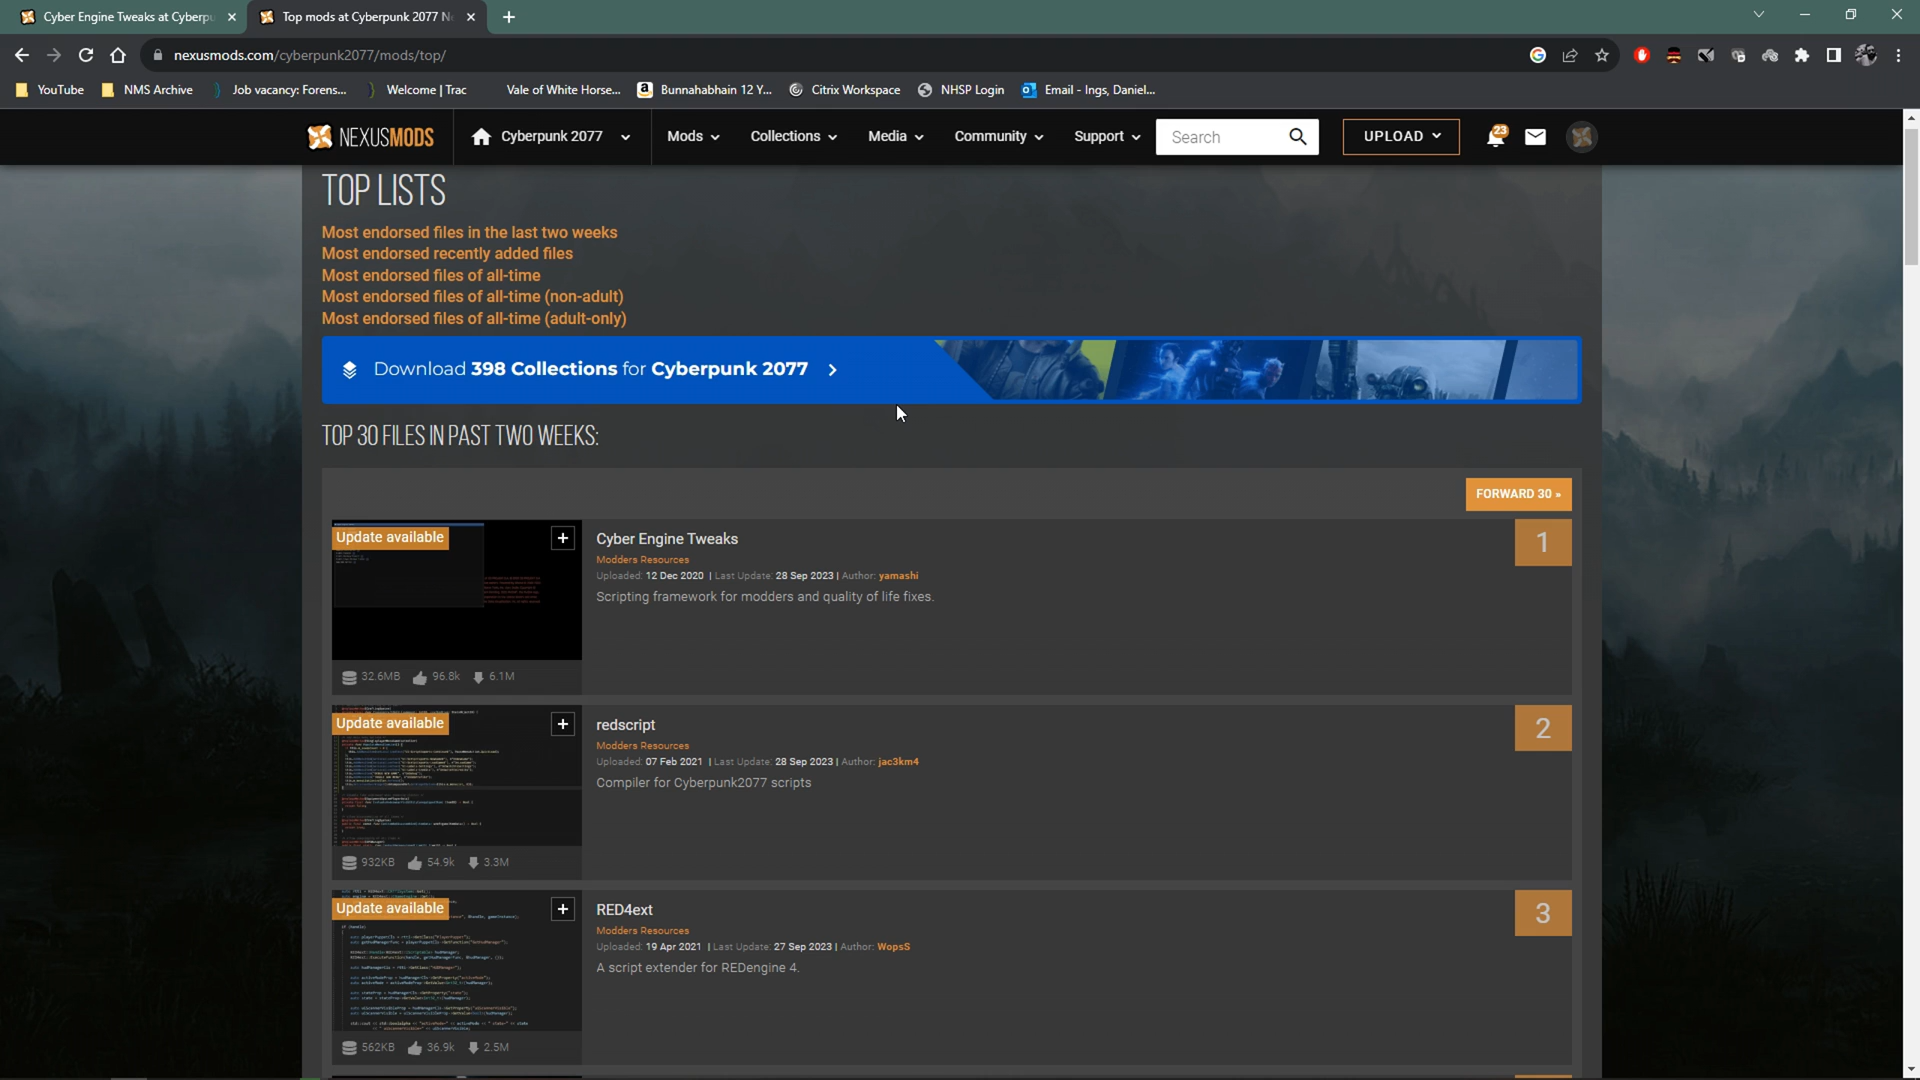 Cyber Engine Tweaks at Cyberpu
Top mods at Cyberpunk 2077 N
nexusmods.com/cyberpunk2077/mods/top/
YouTube
NMS Archive
Job vacancy: Forens...
Welcome | Trac
Vale of White Horse...
Bunnahabhain 12 Y...
Citrix Workspace
NHSP Login
Email - Ings, Daniel...
NEXUSMODS
Cyberpunk 2077
Mods
Collections
Media
Community
Support
Search
UPLOAD
23
TOP LISTS
Most endorsed files in the last two weeks
Most endorsed recently added files
Most endorsed files of all-time
Most endorsed files of all-time (non-adult)
Most endorsed files of all-time (adult-only)
Download 398 Collections for Cyberpunk 2077
TOP 30 FILES IN PAST TWO WEEKS:
FORWARD 30 »
Update available
Cyber Engine Tweaks
1
Modders Resources
Uploaded: 12 Dec 2020 | Last Update: 28 Sep 2023 | Author: yamashi
Scripting framework for modders and quality of life fixes.
32.6MB 96.8k 6.1M
Update available
redscript
2
Modders Resources
Uploaded: 07 Feb 2021 | Last Update: 28 Sep 2023 | Author: jac3km4
Compiler for Cyberpunk2077 scripts
932KB 54.9k 3.3M
Update available
RED4ext
3
Modders Resources
Uploaded: 19 Apr 2021 | Last Update: 27 Sep 2023 | Author: WopsS
A script extender for REDengine 4.
562KB 36.9k 2.5M